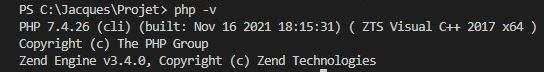 PS C:\Jacques\Projet> php -v
PHP 7.4.26 (cli) (built: Nov 16 2021 18:15:31) ( ZTS Visual C++ 2017 x64 )
Copyright (c) The PHP Group
Zend Engine v3.4.0, Copyright (c) Zend Technologies